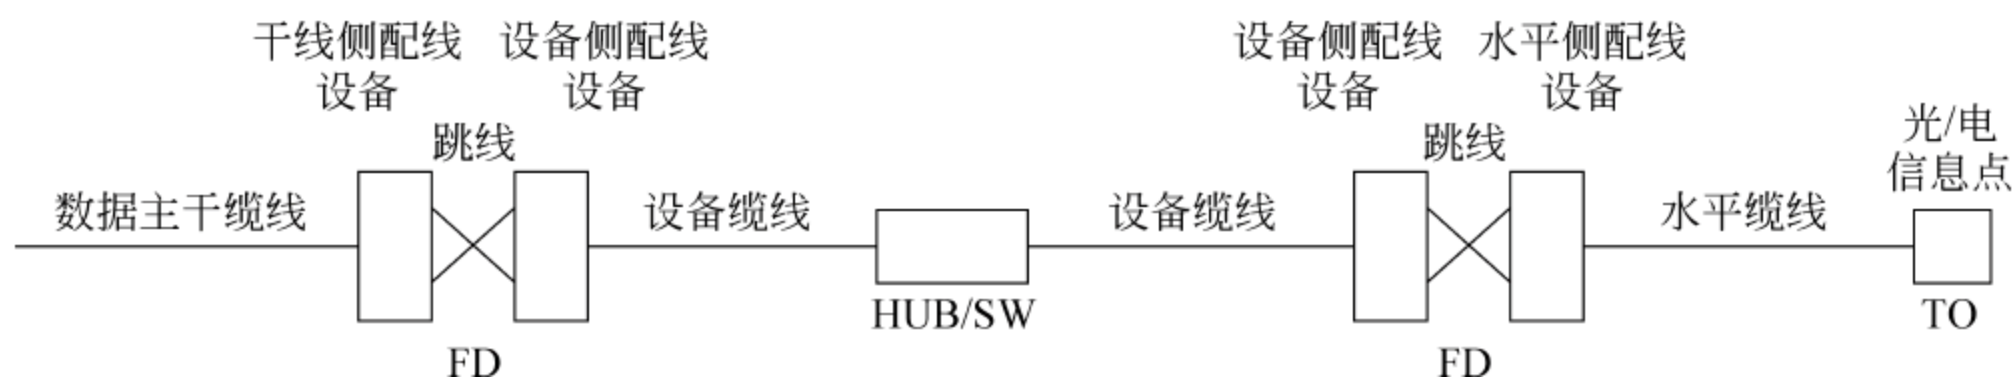 干线侧配线
设备
设备侧配线
设备
设备侧配线
设备
水平侧配线
设备
跳线
跳线
光/电
信息点
数据主干缆线
设备缆线
设备缆线
水平缆线
HUB/SW
TO
FD
FD